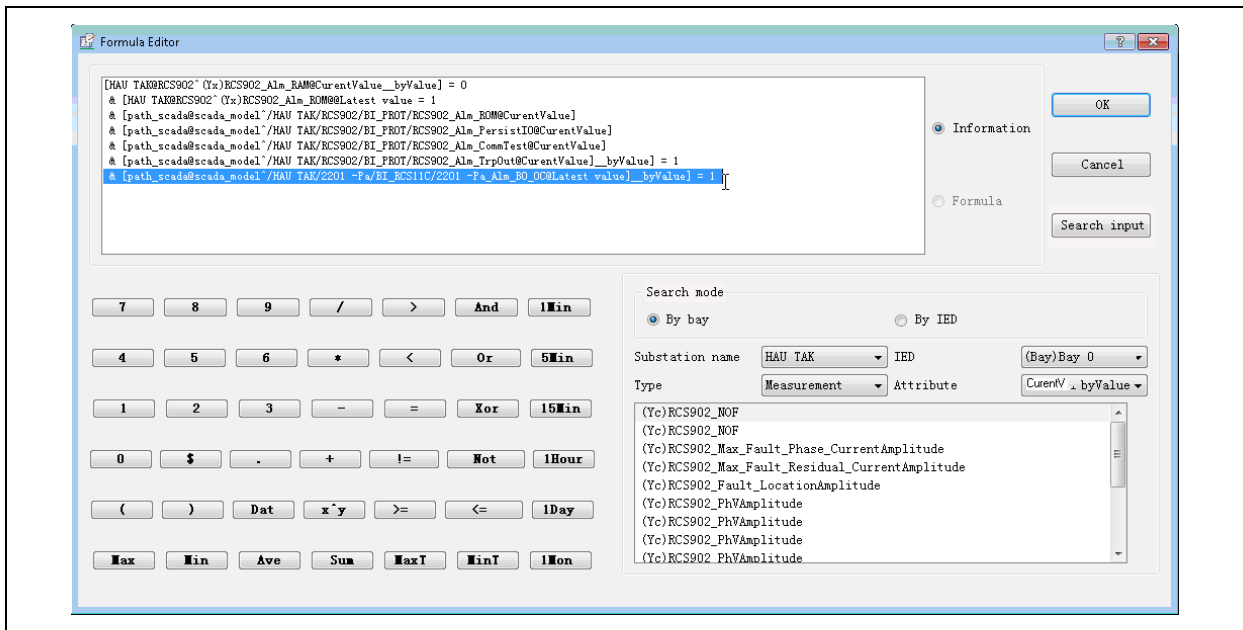 Formula Editor
[HAU TAK@RCS902^(Yx)RCS902_Alm_RAM@CurentValue__byValue] = 0
& [HAU TAK@RCS902^(Yx)RCS902_Alm_ROM@@Latest value = 1
& [path_scada@scada_model^/HAU TAK/RCS902/BI_PROT/RCS902_Alm_ROM@CurentValue]
& [path_scada@scada_model^/HAU TAK/RCS902/BI_PROT/RCS902_Alm_PersistIO@CurentValue]
& [path_scada@scada_model^/HAU TAK/RCS902/BI_PROT/RCS902_Alm_CommTest@CurentValue]
& [path_scada@scada_model^/HAU TAK/RCS902/BI_PROT/RCS902_Alm_TrpOut@CurentValue]__byValue] = 1
& [path_scada@scada_model^/HAU TAK/2201 -Pa/BI_RCS11C/2201 -Pa_Alm_BO_OC@Latest value]__byValue] = 1
Information
Formula
OK
Cancel
Search input
7 8 9 / > And 1Min
4 5 6 * < Or 5Min
1 2 3 - = Xor 15Min
0 $ . + != Not 1Hour
( ) Dat x^y >= <= 1Day
Max Min Ave Sum MaxT MinT 1Mon
Search mode
By bay By IED
Substation name HAU TAK IED (Bay)Bay 0
Type Measurement Attribute CurentV byValue
(Yc)RCS902_NOF
(Yc)RCS902_NOF
(Yc)RCS902_Max_Fault_Phase_CurrentAmplitude
(Yc)RCS902_Max_Fault_Residual_CurrentAmplitude
(Yc)RCS902_Fault_LocationAmplitude
(Yc)RCS902_PhVAmplitude
(Yc)RCS902_PhVAmplitude
(Yc)RCS902_PhVAmplitude
(Yc)RCS902 PhVAmplitude